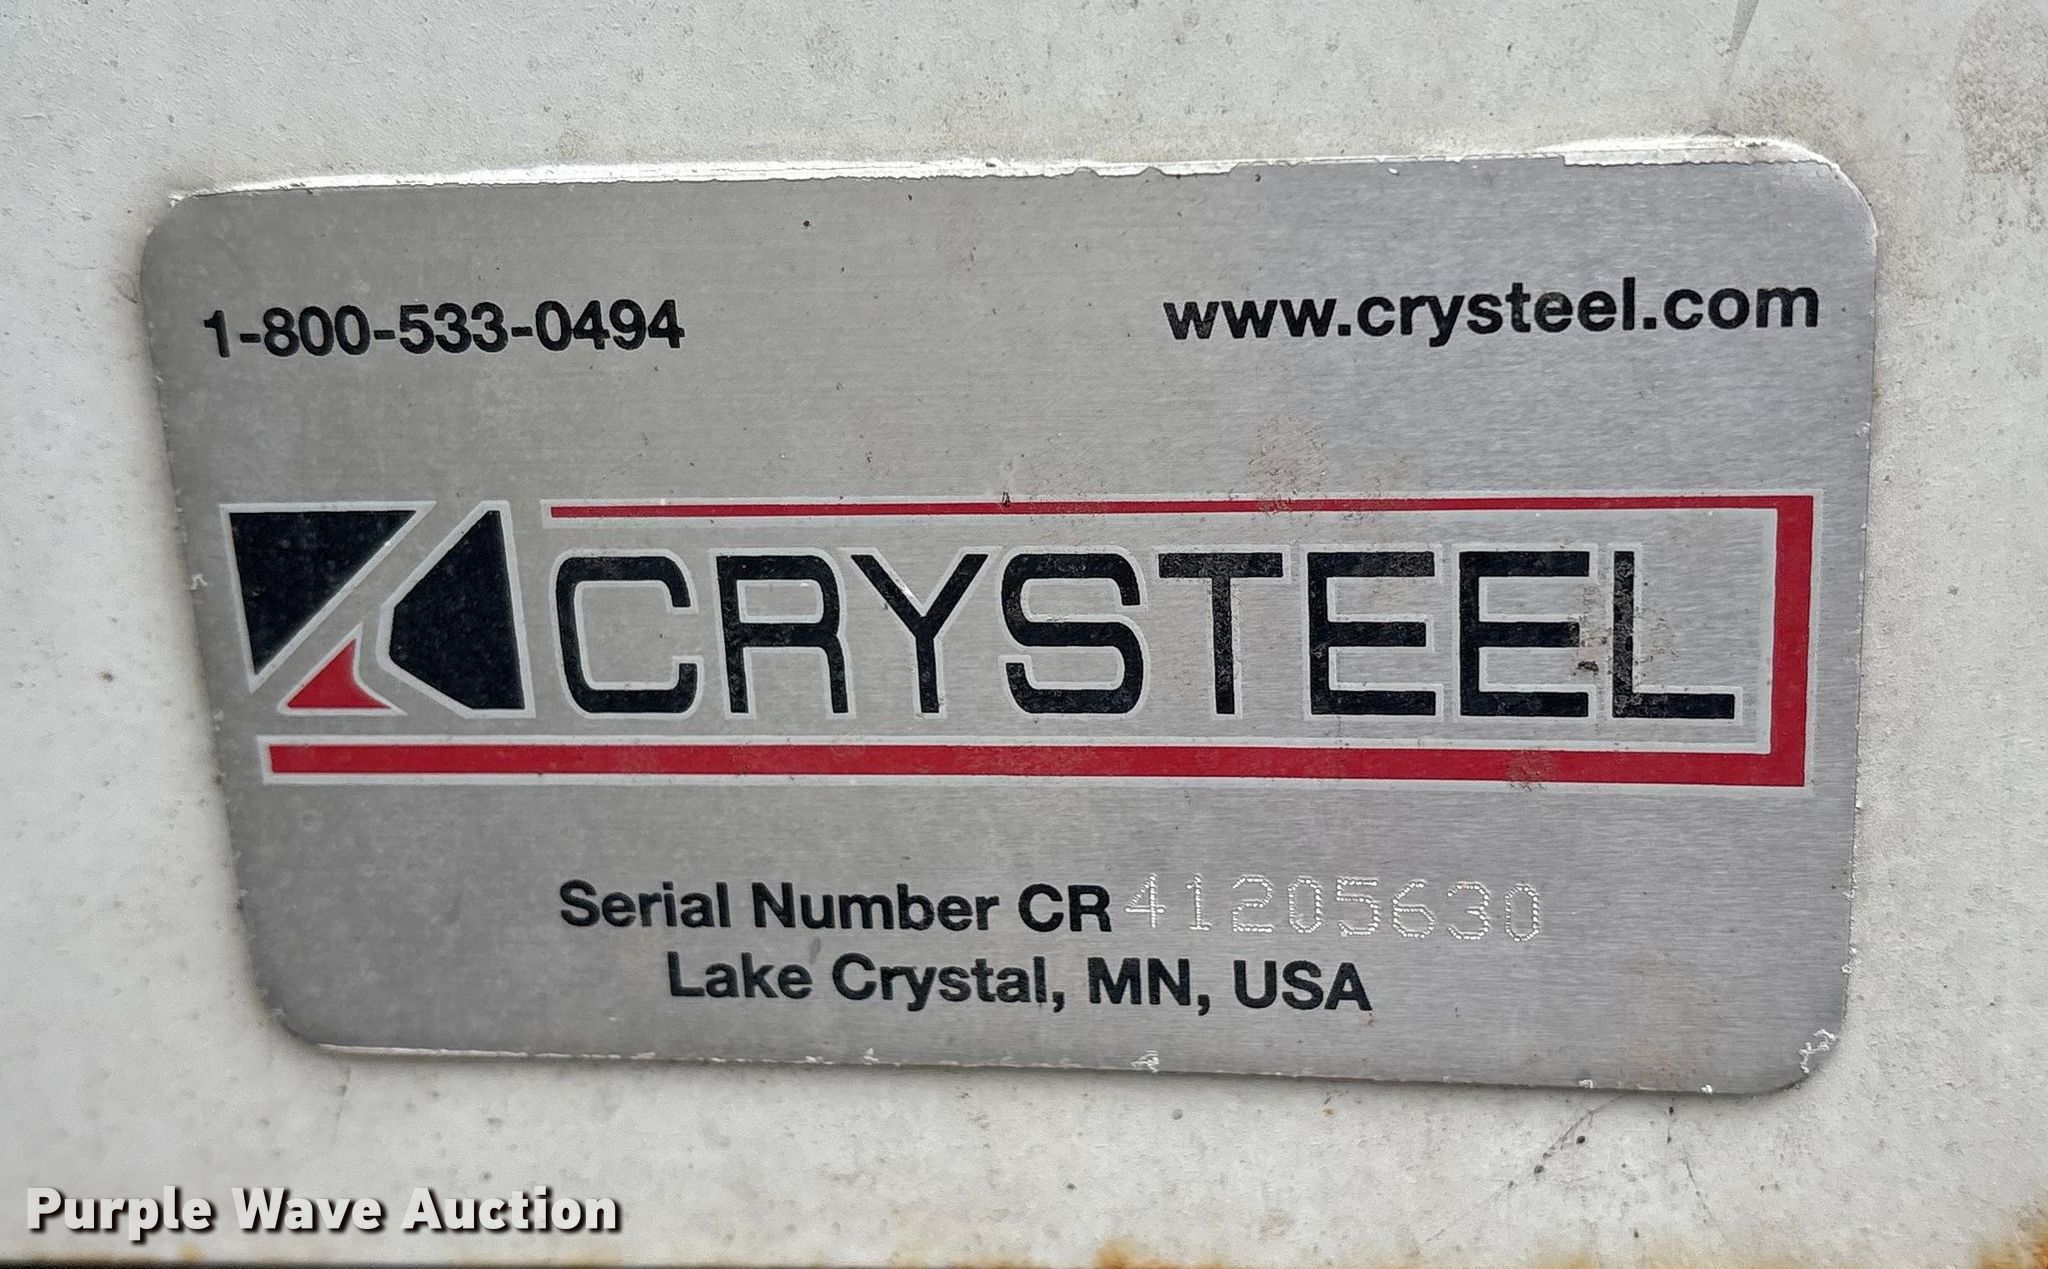 1-800-533-0494 www.crysteel.com
CRYSTEEL
Serial Number CR 41205630
Lake Crystal, MN, USA
Purple Wave Auction